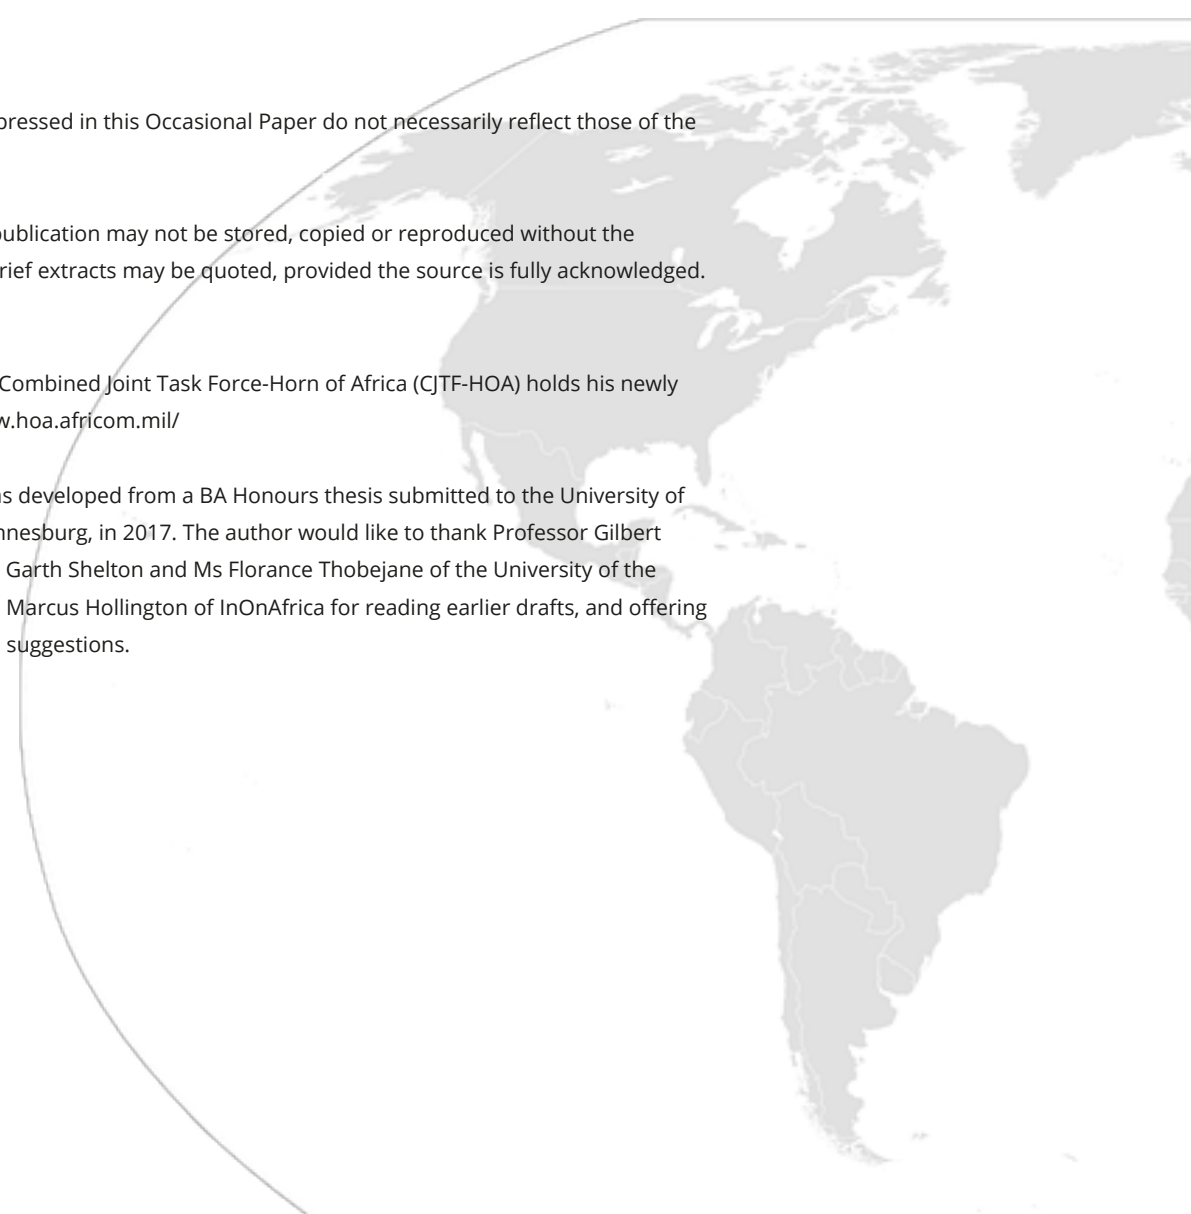 pressed in this Occasional Paper do not necessarily reflect those of the
publication may not be stored, copied or reproduced without the
rief extracts may be quoted, provided the source is fully acknowledged.
Combined Joint Task Force-Horn of Africa (CJTF-HOA) holds his newly
w.hoa.africom.mil/
as developed from a BA Honours thesis submitted to the University of
nnesburg, in 2017. The author would like to thank Professor Gilbert
Garth Shelton and Ms Florance Thobejane of the University of the
Marcus Hollington of InOnAfrica for reading earlier drafts, and offering
suggestions.